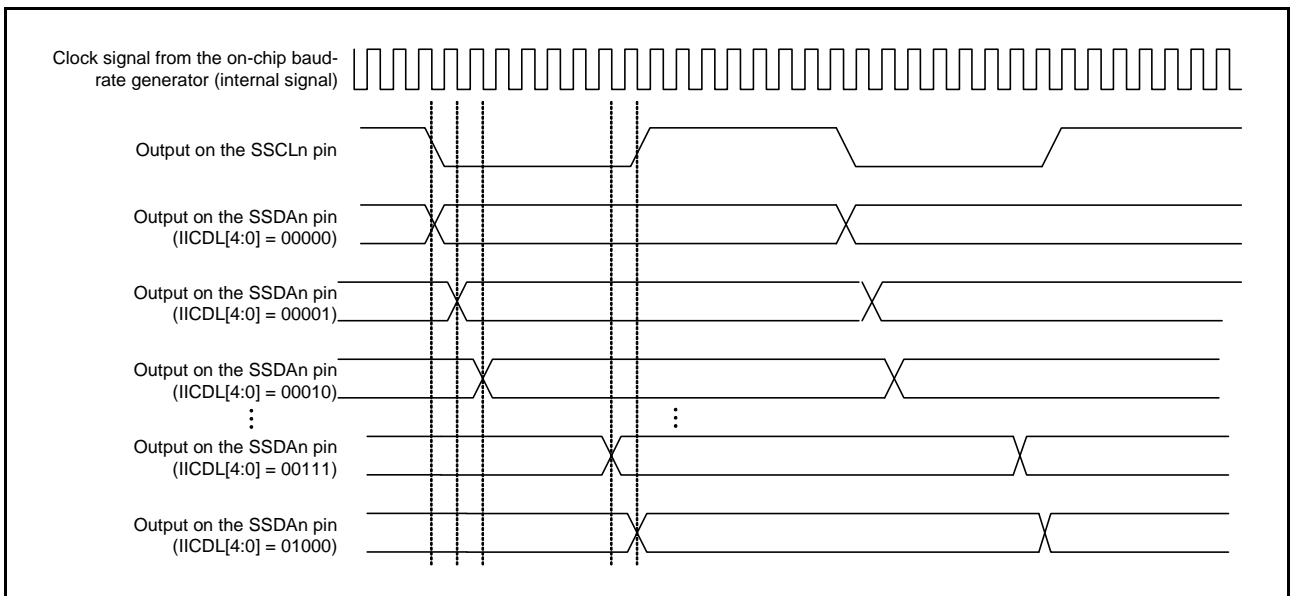 Clock signal from the on-chip baud-
rate generator (internal signal)
Output on the SSCLn pin
Output on the SSDAn pin
(IICDL[4:0] = 00000)
Output on the SSDAn pin
(IICDL[4:0] = 00001)
Output on the SSDAn pin
(IICDL[4:0] = 00010)
Output on the SSDAn pin
(IICDL[4:0] = 00111)
Output on the SSDAn pin
(IICDL[4:0] = 01000)